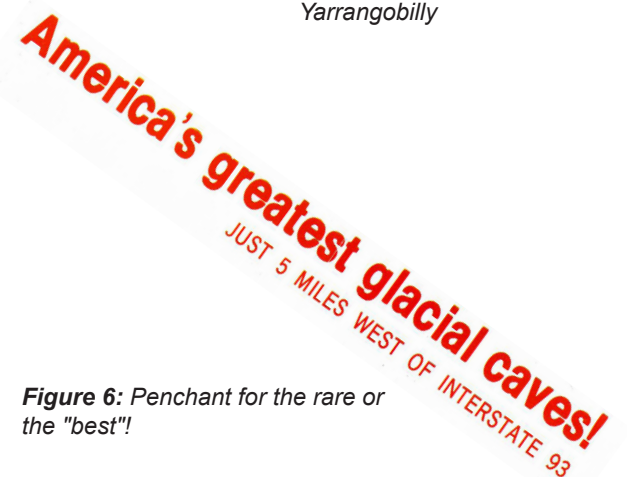 Yarrangobilly
America's greatest glacial caves!
JUST 5 MILES WEST OF INTERSTATE 93
Figure 6: Penchant for the rare or
the "best"!